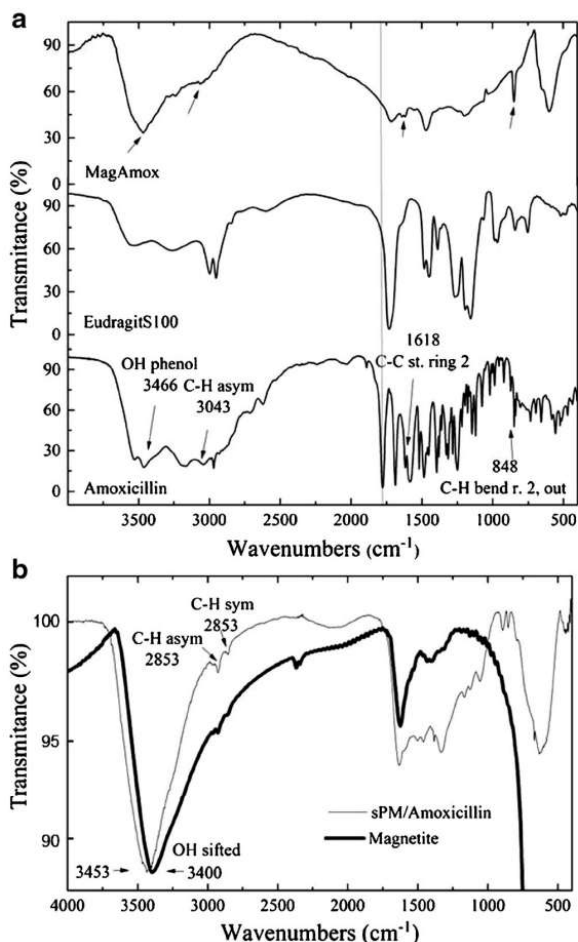 a
90
60
30
0
MagAmox
90
60
30
0
EudragitS100
90
60
30
0
Amoxicillin
Transmitance (%)
Transmitance (%)
OH phenol
3466
C-H asym
3043
1618
C-C st. ring 2
848
C-H bend r. 2, out
3500 3000 2500 2000 1500 1000 500
Wavenumbers (cm-1)
b
100
95
90
Transmitance (%)
C-H sym
2853
C-H asym
2853
OH sifted
3453
3400
sPM/Amoxicillin
Magnetite
4000 3500 3000 2500 2000 1500 1000 500
Wavenumbers (cm-1)